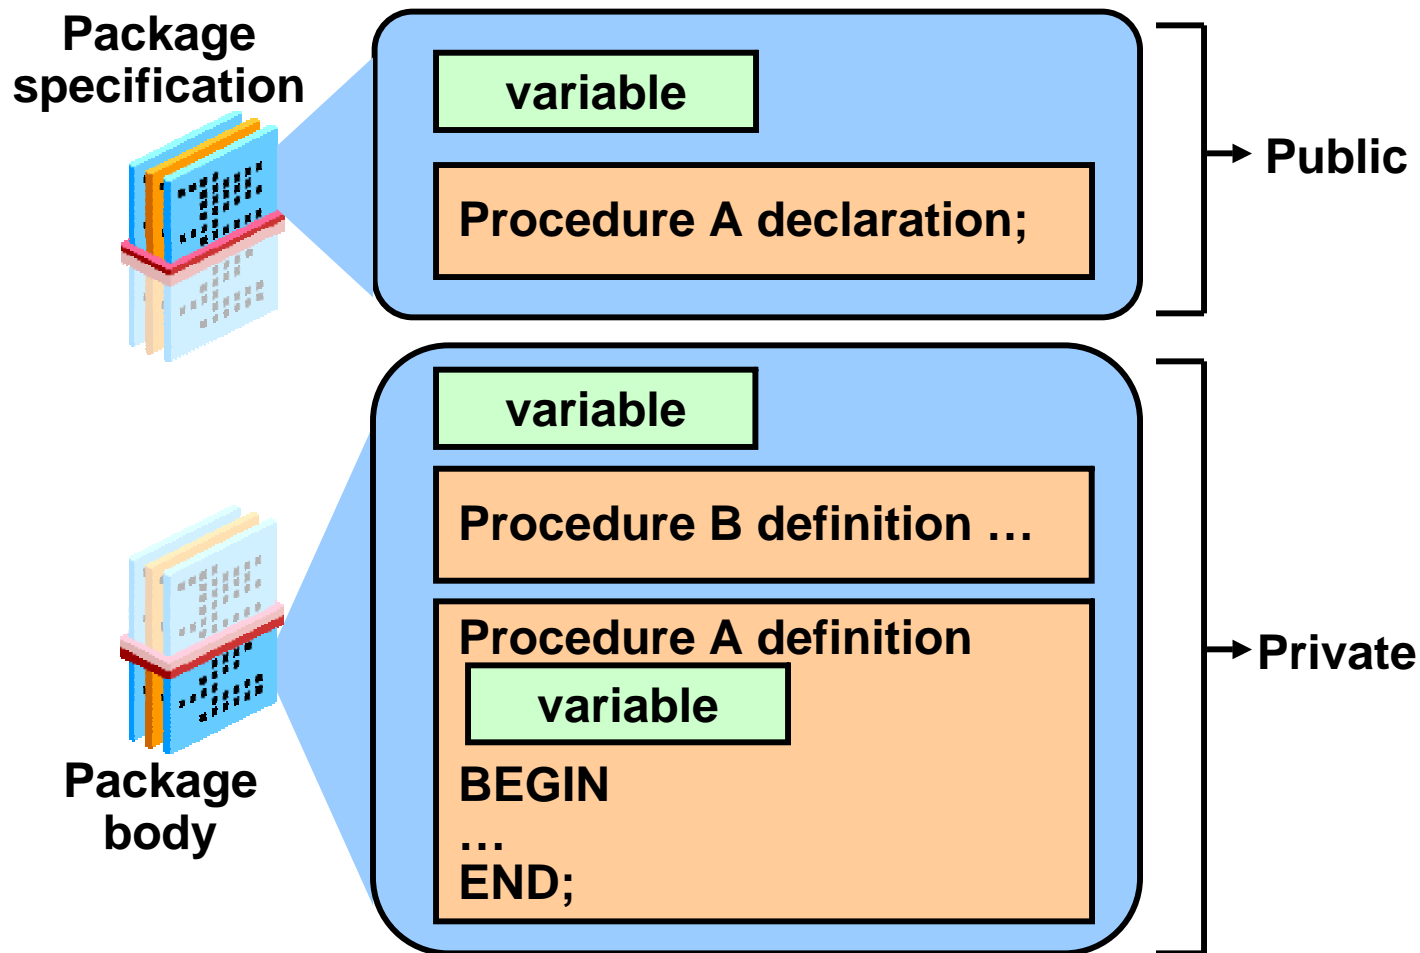 Package
specification
variable
Procedure A declaration;
Public
variable
Procedure B definition …
Procedure A definition
variable
BEGIN
…
END;
Private
Package
body